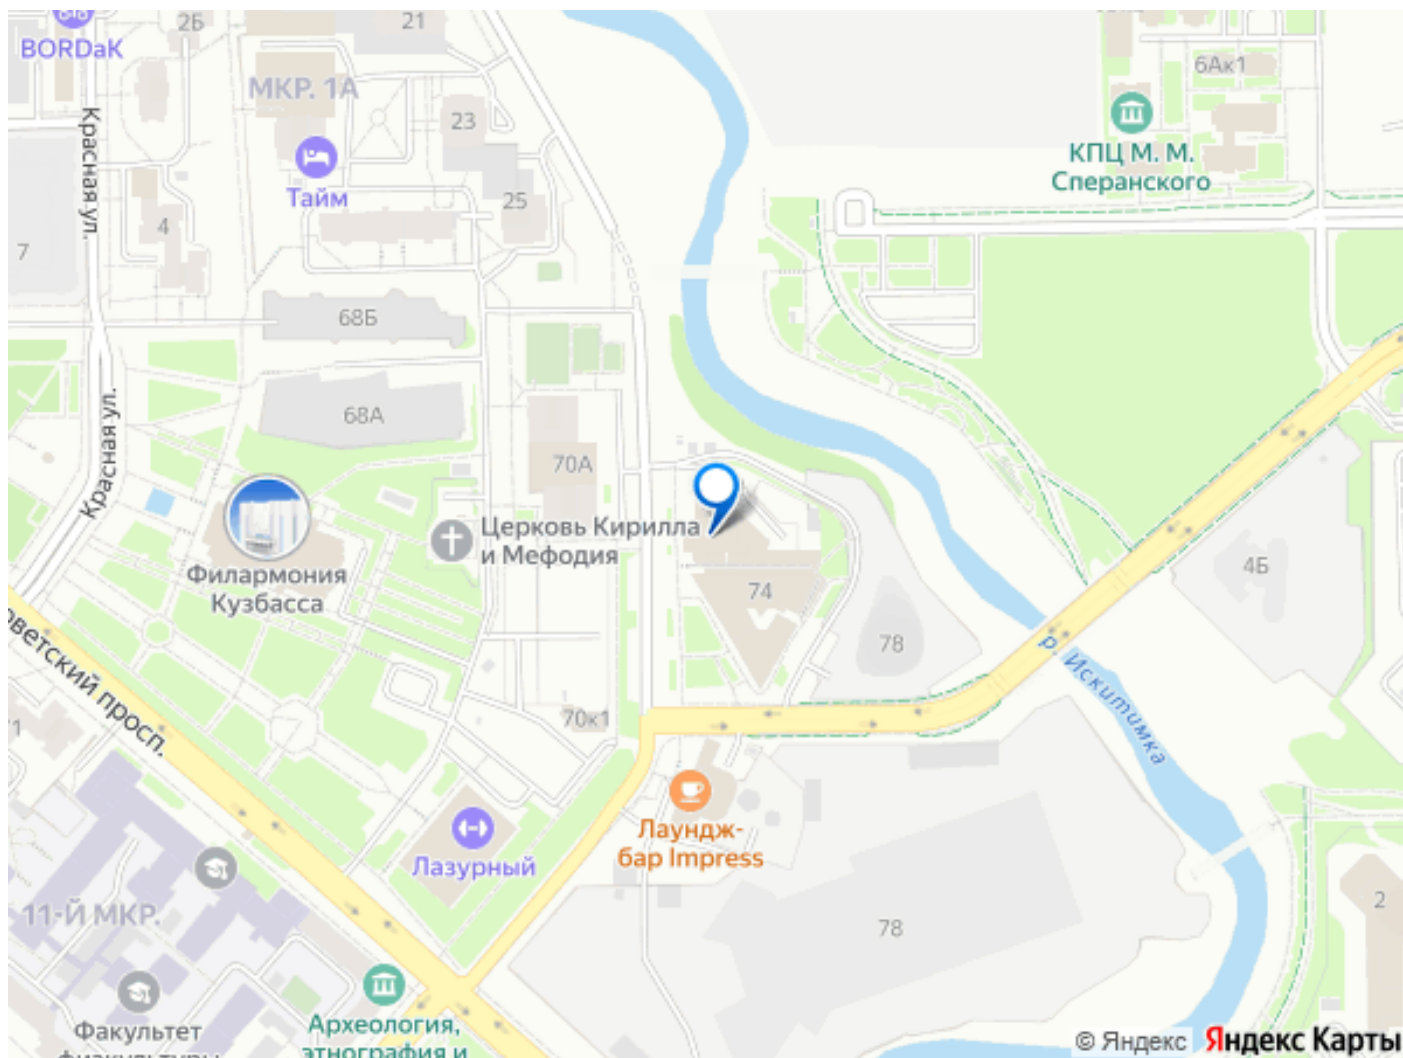 21
2Б
BORDaK
6Ак1
МКР. 1А
23
КПЦ М. М.
Сперанского
Красная ул.
Тайм
25
4
7
68Б
68А
Красная ул.
70А
Церковь Кирилла
и Мефодия
Филармония
Кузбасса
4Б
74
78
р. Искитимка
70к1
Лаундж-
бар Impress
Лазурный
11-Й МКР.
2
78
Факультет
Археология,
этнография и
© Яндекс
Яндекс Карты